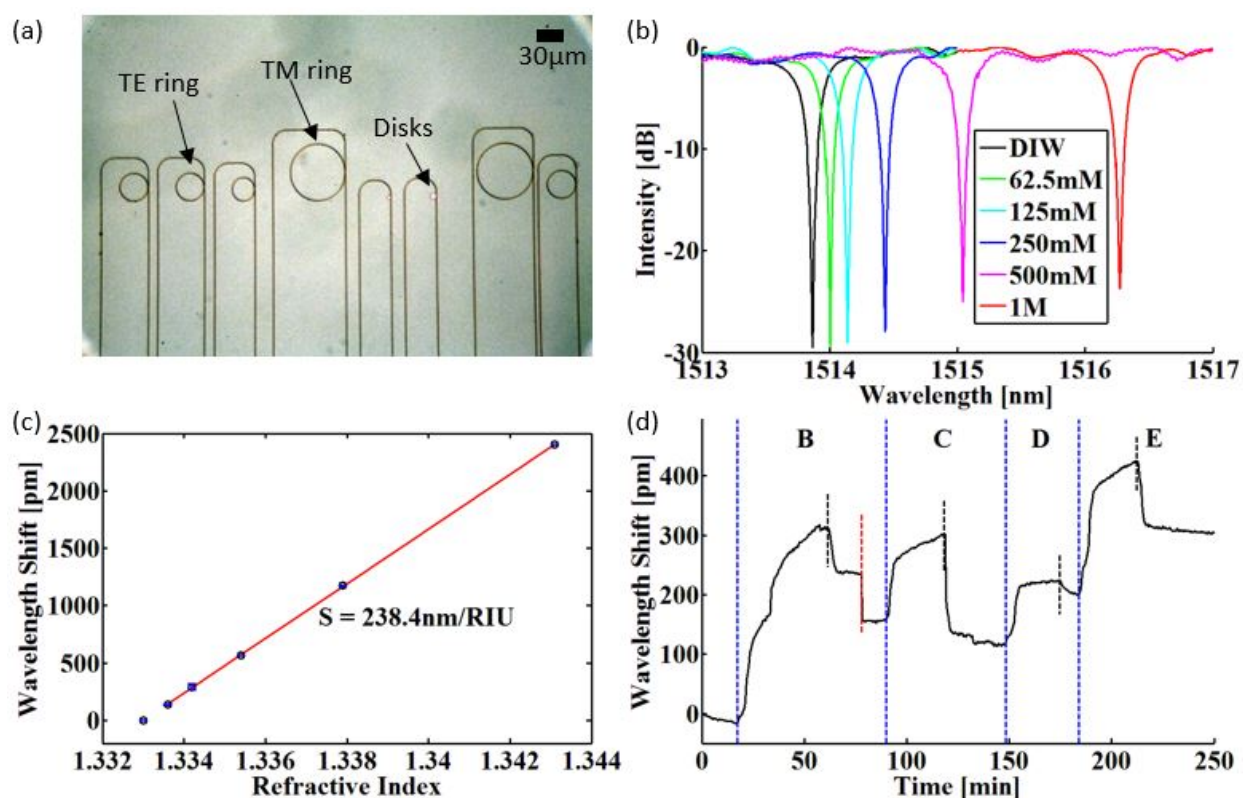 (a)
30µm
TE ring
TM ring
Disks
(b)
0
-10
-20
-30
Intensity [dB]
DIW
62.5mM
125mM
250mM
500mM
1M
1513
1514
1515
1516
1517
Wavelength [nm]
(c)
2500
2000
1500
1000
500
0
Wavelength Shift [pm]
S = 238.4nm/RIU
1.332
1.334
1.336
1.338
1.34
1.342
1.344
Refractive Index
(d)
B
C
D
E
400
300
200
100
0
Wavelength Shift [pm]
0
50
100
150
200
250
Time [min]